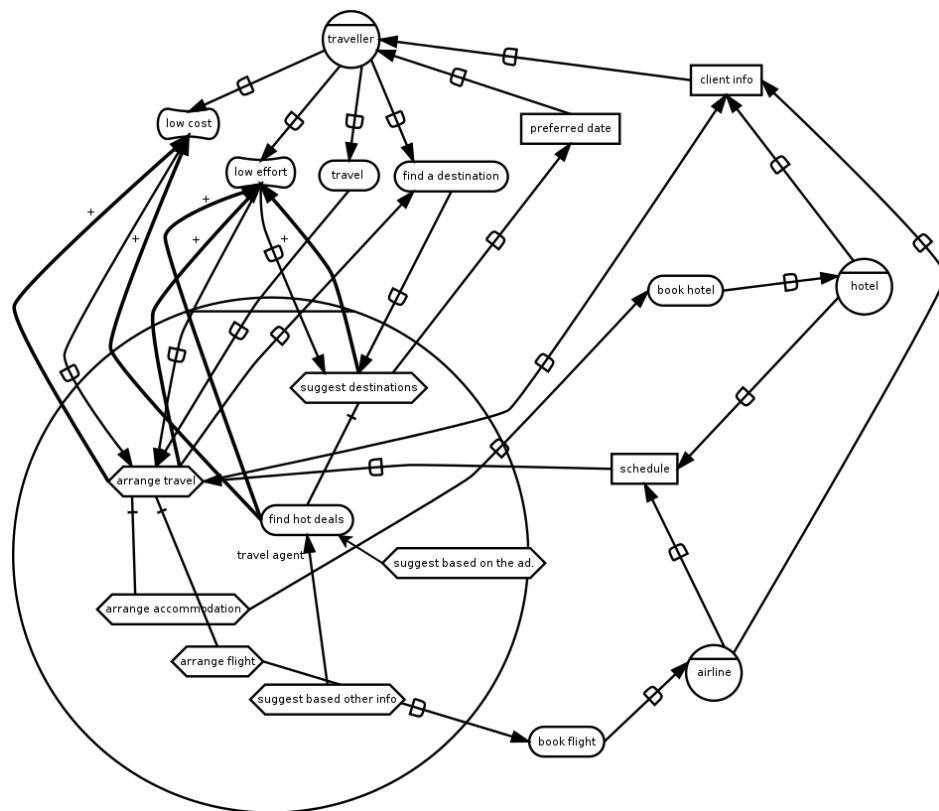 traveller
client info
low cost
preferred date
low effort
travel
find a destination
+
+
+
+
+
book hotel
hotel
suggest destinations
schedule
arrange travel
find hot deals
travel agent
suggest based on the ad.
arrange accommodation
arrange flight
airline
suggest based other info
book flight